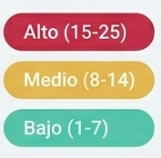 Alto (15-25)
Medio (8-14)
Bajo (1-7)